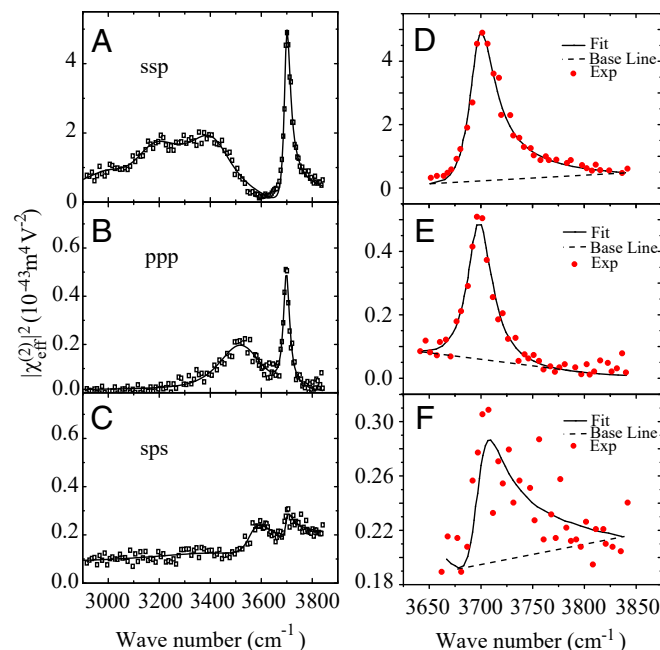 A
ssp
4
2
0
B
ppp
0.6
0.4
0.2
0.0
C
sps
0.6
0.4
0.2
0.0
3000 3200 3400 3600 3800
Wave number (cm⁻¹)
|χ⁽²⁾eff|² (10⁻⁴³m⁴ V⁻²)
D
Fit
Base Line
Exp
4
2
0
E
Fit
Base Line
Exp
0.4
0.2
0.0
F
Fit
Base Line
Exp
0.30
0.26
0.22
0.18
3650 3700 3750 3800 3850
Wave number (cm⁻¹)